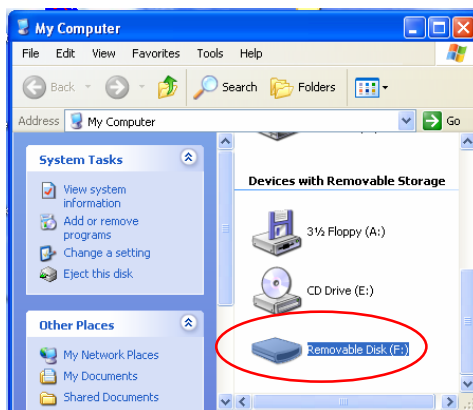 My Computer
File Edit View Favorites Tools Help
Back Search Folders
Address My Computer Go
System Tasks
View system
information
Add or remove
programs
Change a setting
Eject this disk
Other Places
My Network Places
My Documents
Shared Documents
Devices with Removable Storage
3½ Floppy (A:)
CD Drive (E:)
Removable Disk (F:)